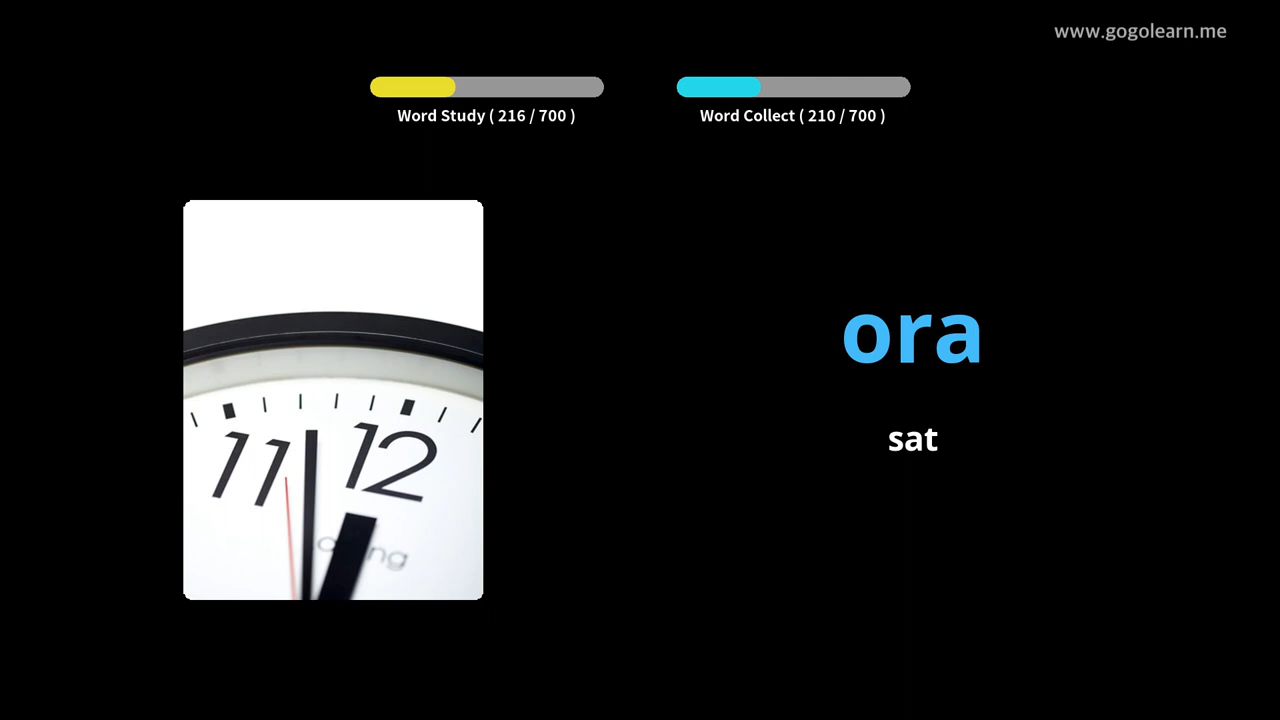 www.gogolearn.me
Word Study ( 216 / 700 )
Word Collect ( 210 / 700 )
11 12
ora
sat